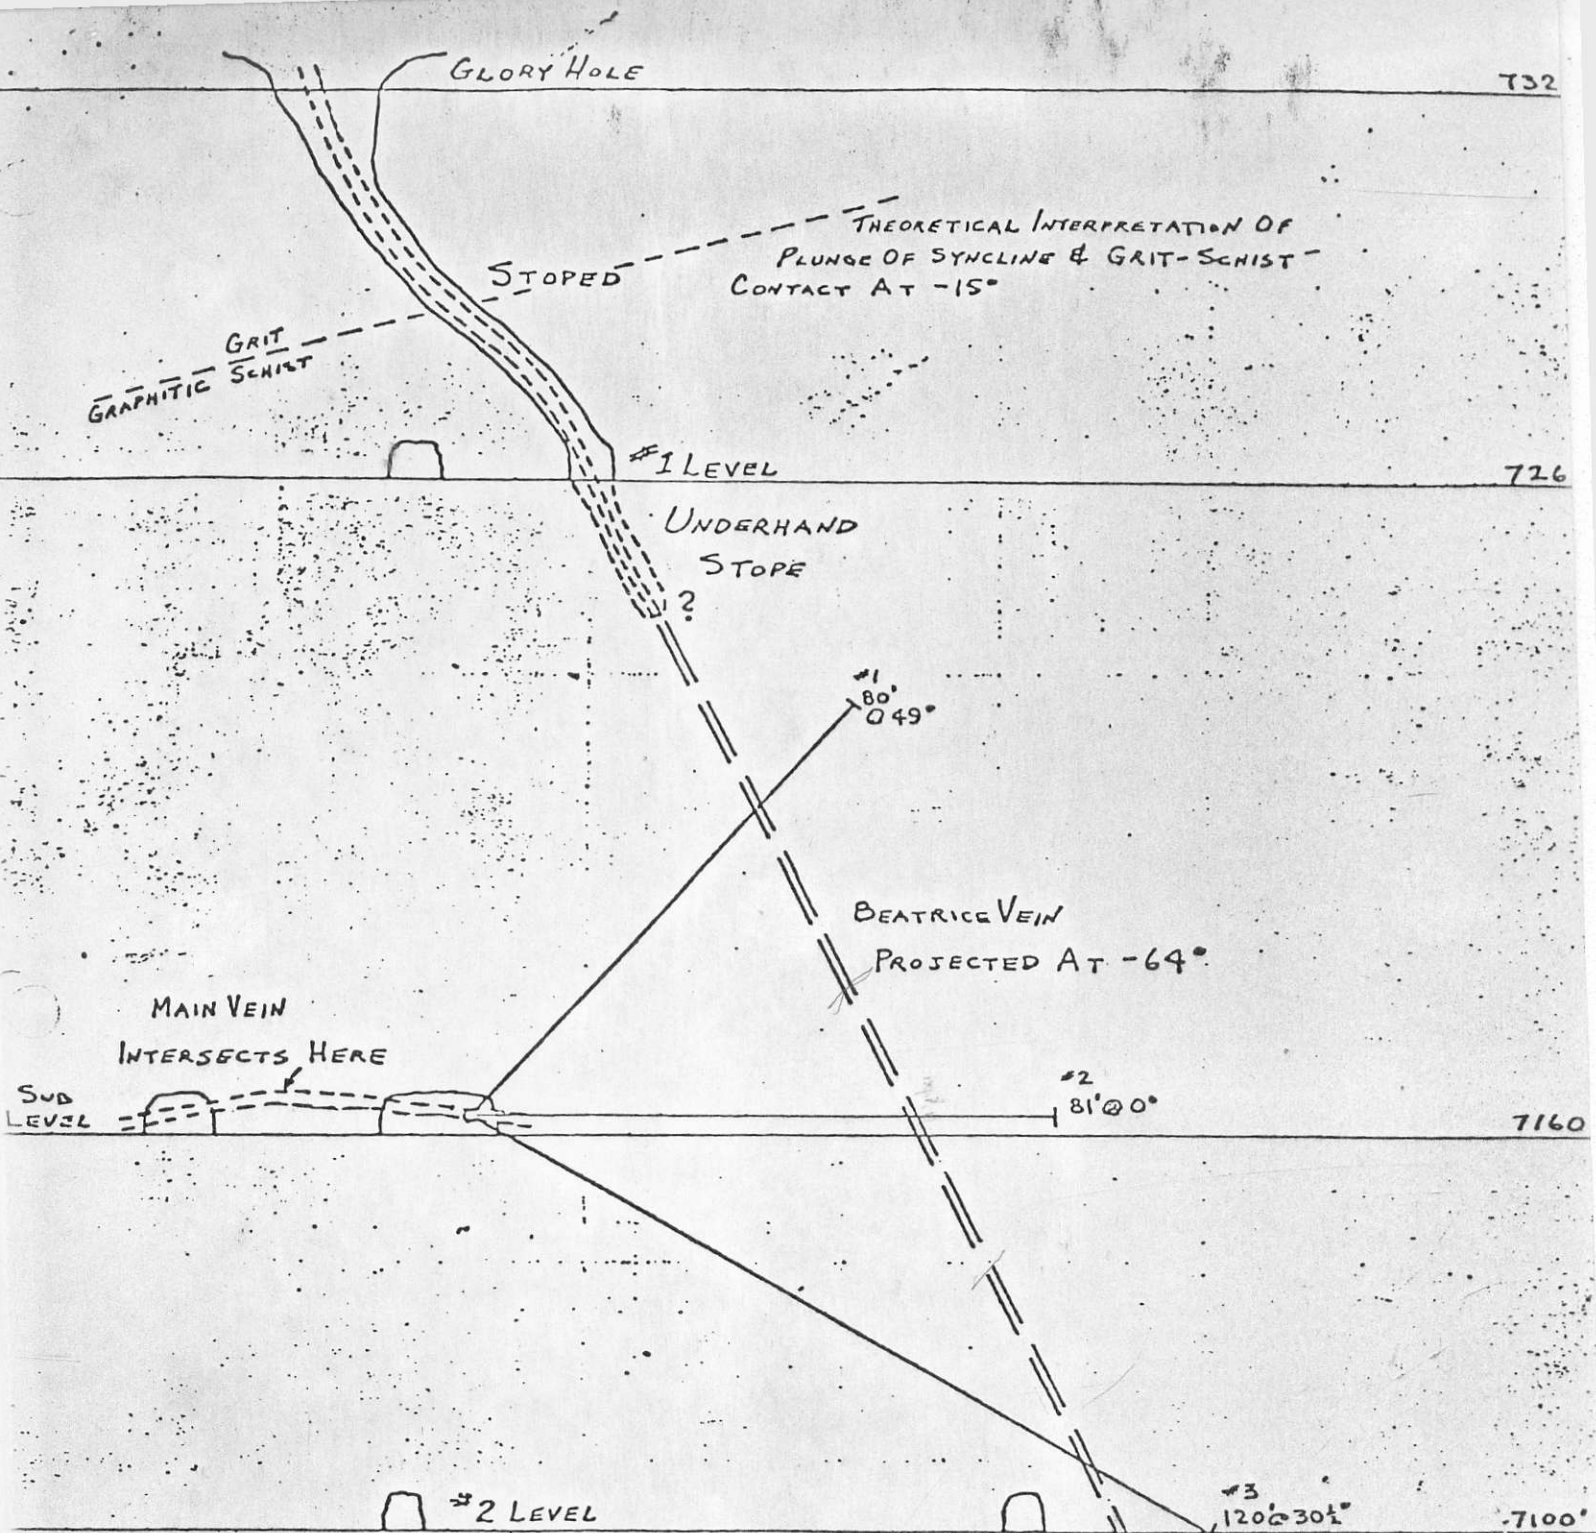 GLORY HOLE
732
THEORETICAL INTERPRETATION OF
PLUNGE OF SYNCLINE & GRIT-SCHIST
CONTACT AT -15°
STOPED
GRIT
GRAPHITIC SCHIST
#1 LEVEL
726
UNDERHAND
STOPE
?
#1
80'
@49°
BEATRICE VEIN
PROJECTED AT -64°
MAIN VEIN
INTERSECTS HERE
SUB
LEVEL
#2
81'@0°
7160
#2 LEVEL
#3
120'@30½°
7100'